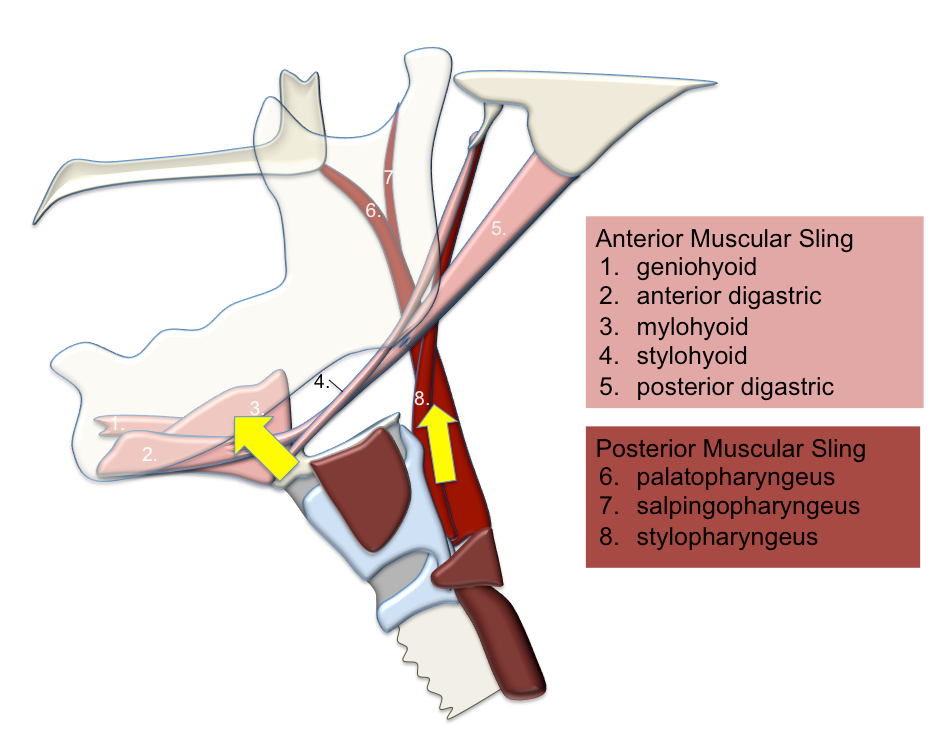 7
6.
5.
4.
8.
3.
1.
2.
Anterior Muscular Sling
1. geniohyoid
2. anterior digastric
3. mylohyoid
4. stylohyoid
5. posterior digastric
Posterior Muscular Sling
6. palatopharyngeus
7. salpingopharyngeus
8. stylopharyngeus